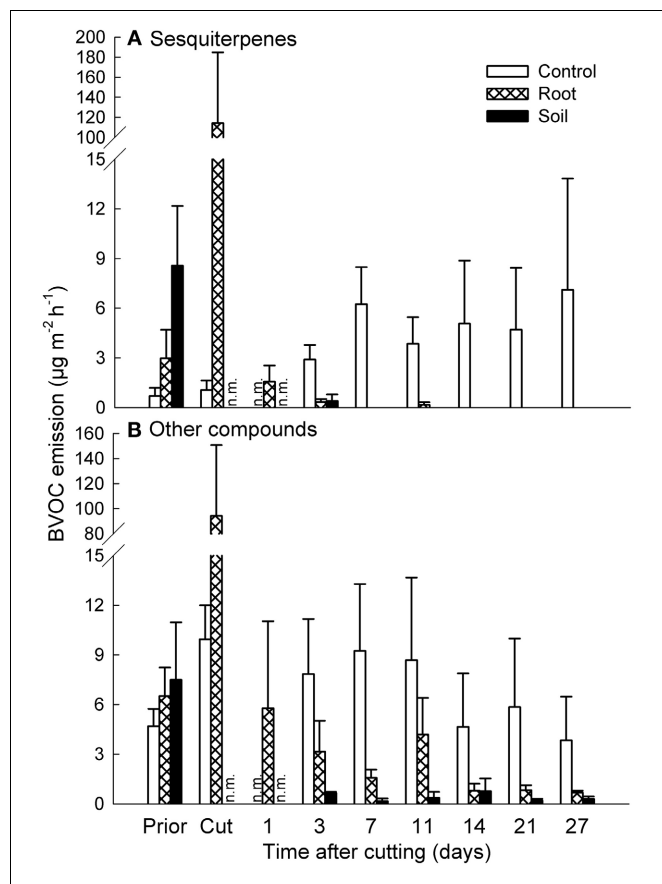 A Sesquiterpenes
200
180
160
140
120
100
15
12
9
6
3
0
Control
Root
Soil
n.m.
n.m.
n.m.
BVOC emission (µg m-2 h-1)
B Other compounds
160
140
120
100
80
15
12
9
6
3
0
n.m.
n.m.
n.m.
Prior Cut 1 3 7 11 14 21 27
Time after cutting (days)